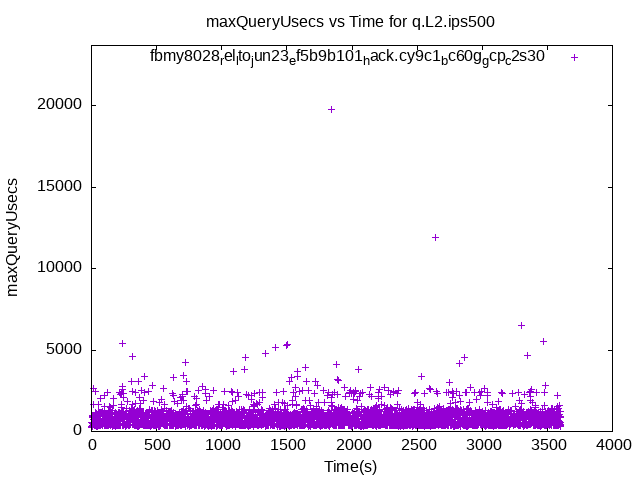 maxQueryUsecs vs Time for q.L2.ips500
fbmy8028relltojun23ef5b9b101hack.cy9c1bc60ggcpc2s30
20000
15000
10000
5000
0
maxQueryUsecs
0 500 1000 1500 2000 2500 3000 3500 4000
Time(s)